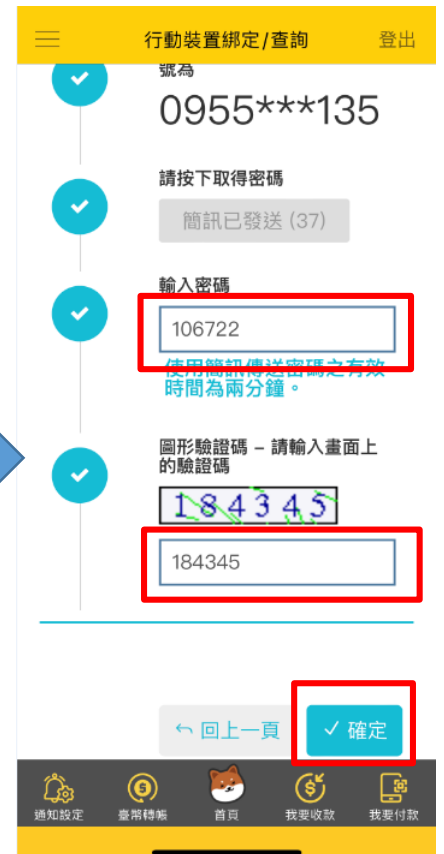 行動裝置綁定/查詢
登出
號為
0955***135
請按下取得密碼
簡訊已發送 (37)
輸入密碼
106722
使用簡訊傳送密碼之有效
時間為兩分鐘。
圖形驗證碼 – 請輸入畫面上
的驗證碼
184345
184345
回上一頁
確定
通知設定
臺幣轉帳
首頁
我要收款
我要付款